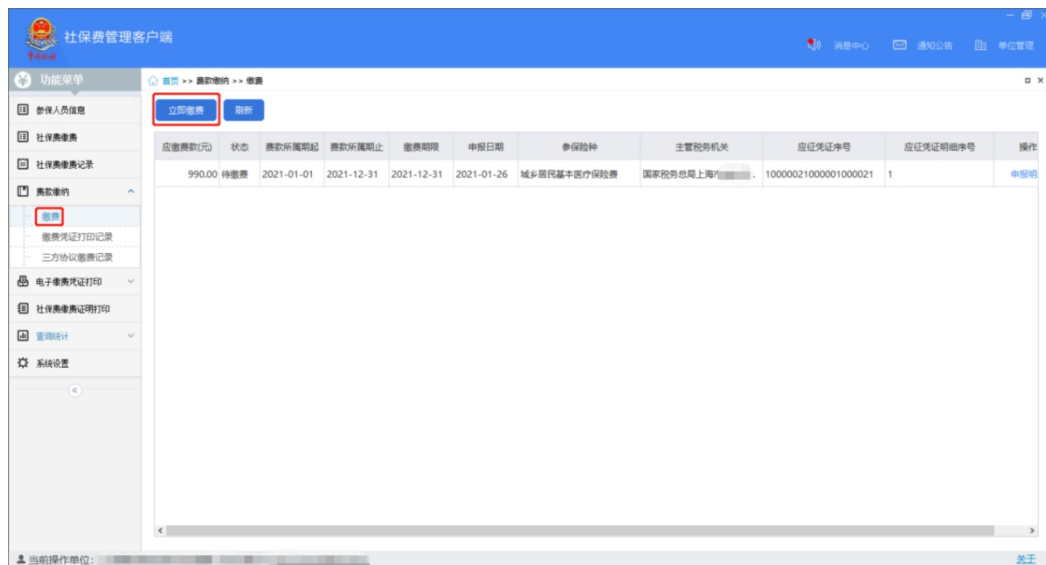 社保费管理客户端
消息中心 通知公告 单位管理
功能菜单
首页 >> 费款缴纳 >> 缴费
参保人员信息
社保费缴费
社保费缴费记录
费款缴纳
缴费
缴费凭证打印记录
三方协议缴费记录
电子缴费凭证打印
社保费缴费证明打印
查询统计
系统设置
立即缴费 刷新
应缴费款(元) 状态 费款所属期起 费款所属期止 缴费期限 申报日期 参保险种 主管税务机关 应征凭证序号 应征凭证明细序号 操作
990.00 待缴费 2021-01-01 2021-12-31 2021-12-31 2021-01-26 城乡居民基本医疗保险费 国家税务总局上海市 10000021000001000021 1 申报明
当前操作单位: 关于